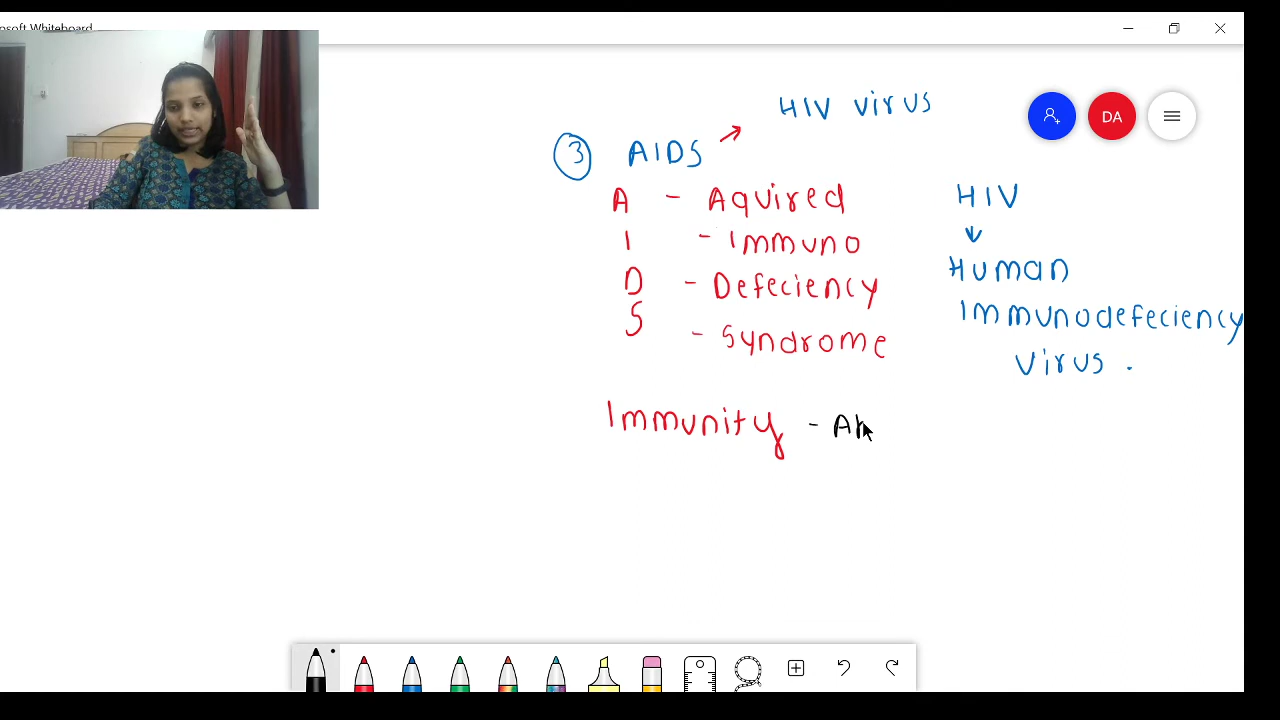 osoft Whiteboard
HIV virus
3 AIDS
DA
A - Aquired
I - Immuno
D - Defeciency
S - Syndrome
HIV
Human
Immunodefeciency
Virus .
Immunity -